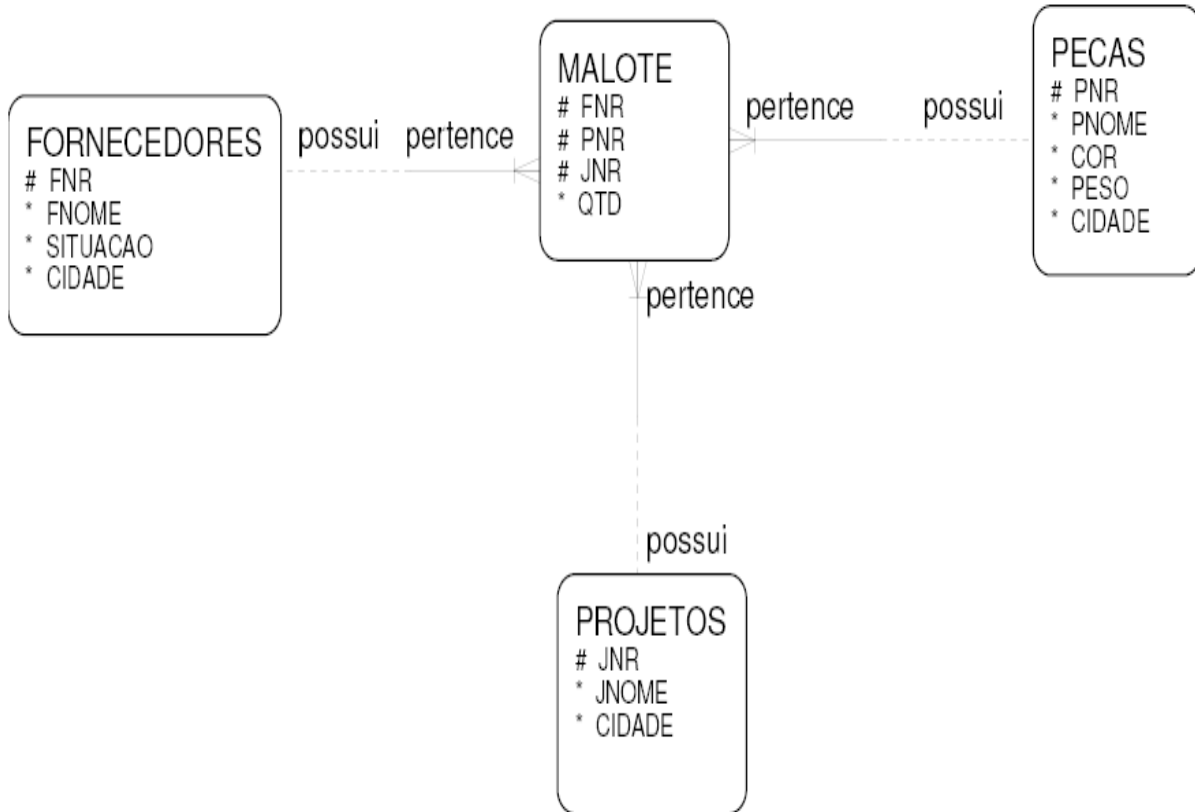 FORNECEDORES
# FNR
* FNOME
* SITUACAO
* CIDADE
possui
pertence
MALOTE
# FNR
# PNR
# JNR
* QTD
pertence
possui
PECAS
# PNR
* PNOME
* COR
* PESO
* CIDADE
pertence
possui
PROJETOS
# JNR
* JNOME
* CIDADE